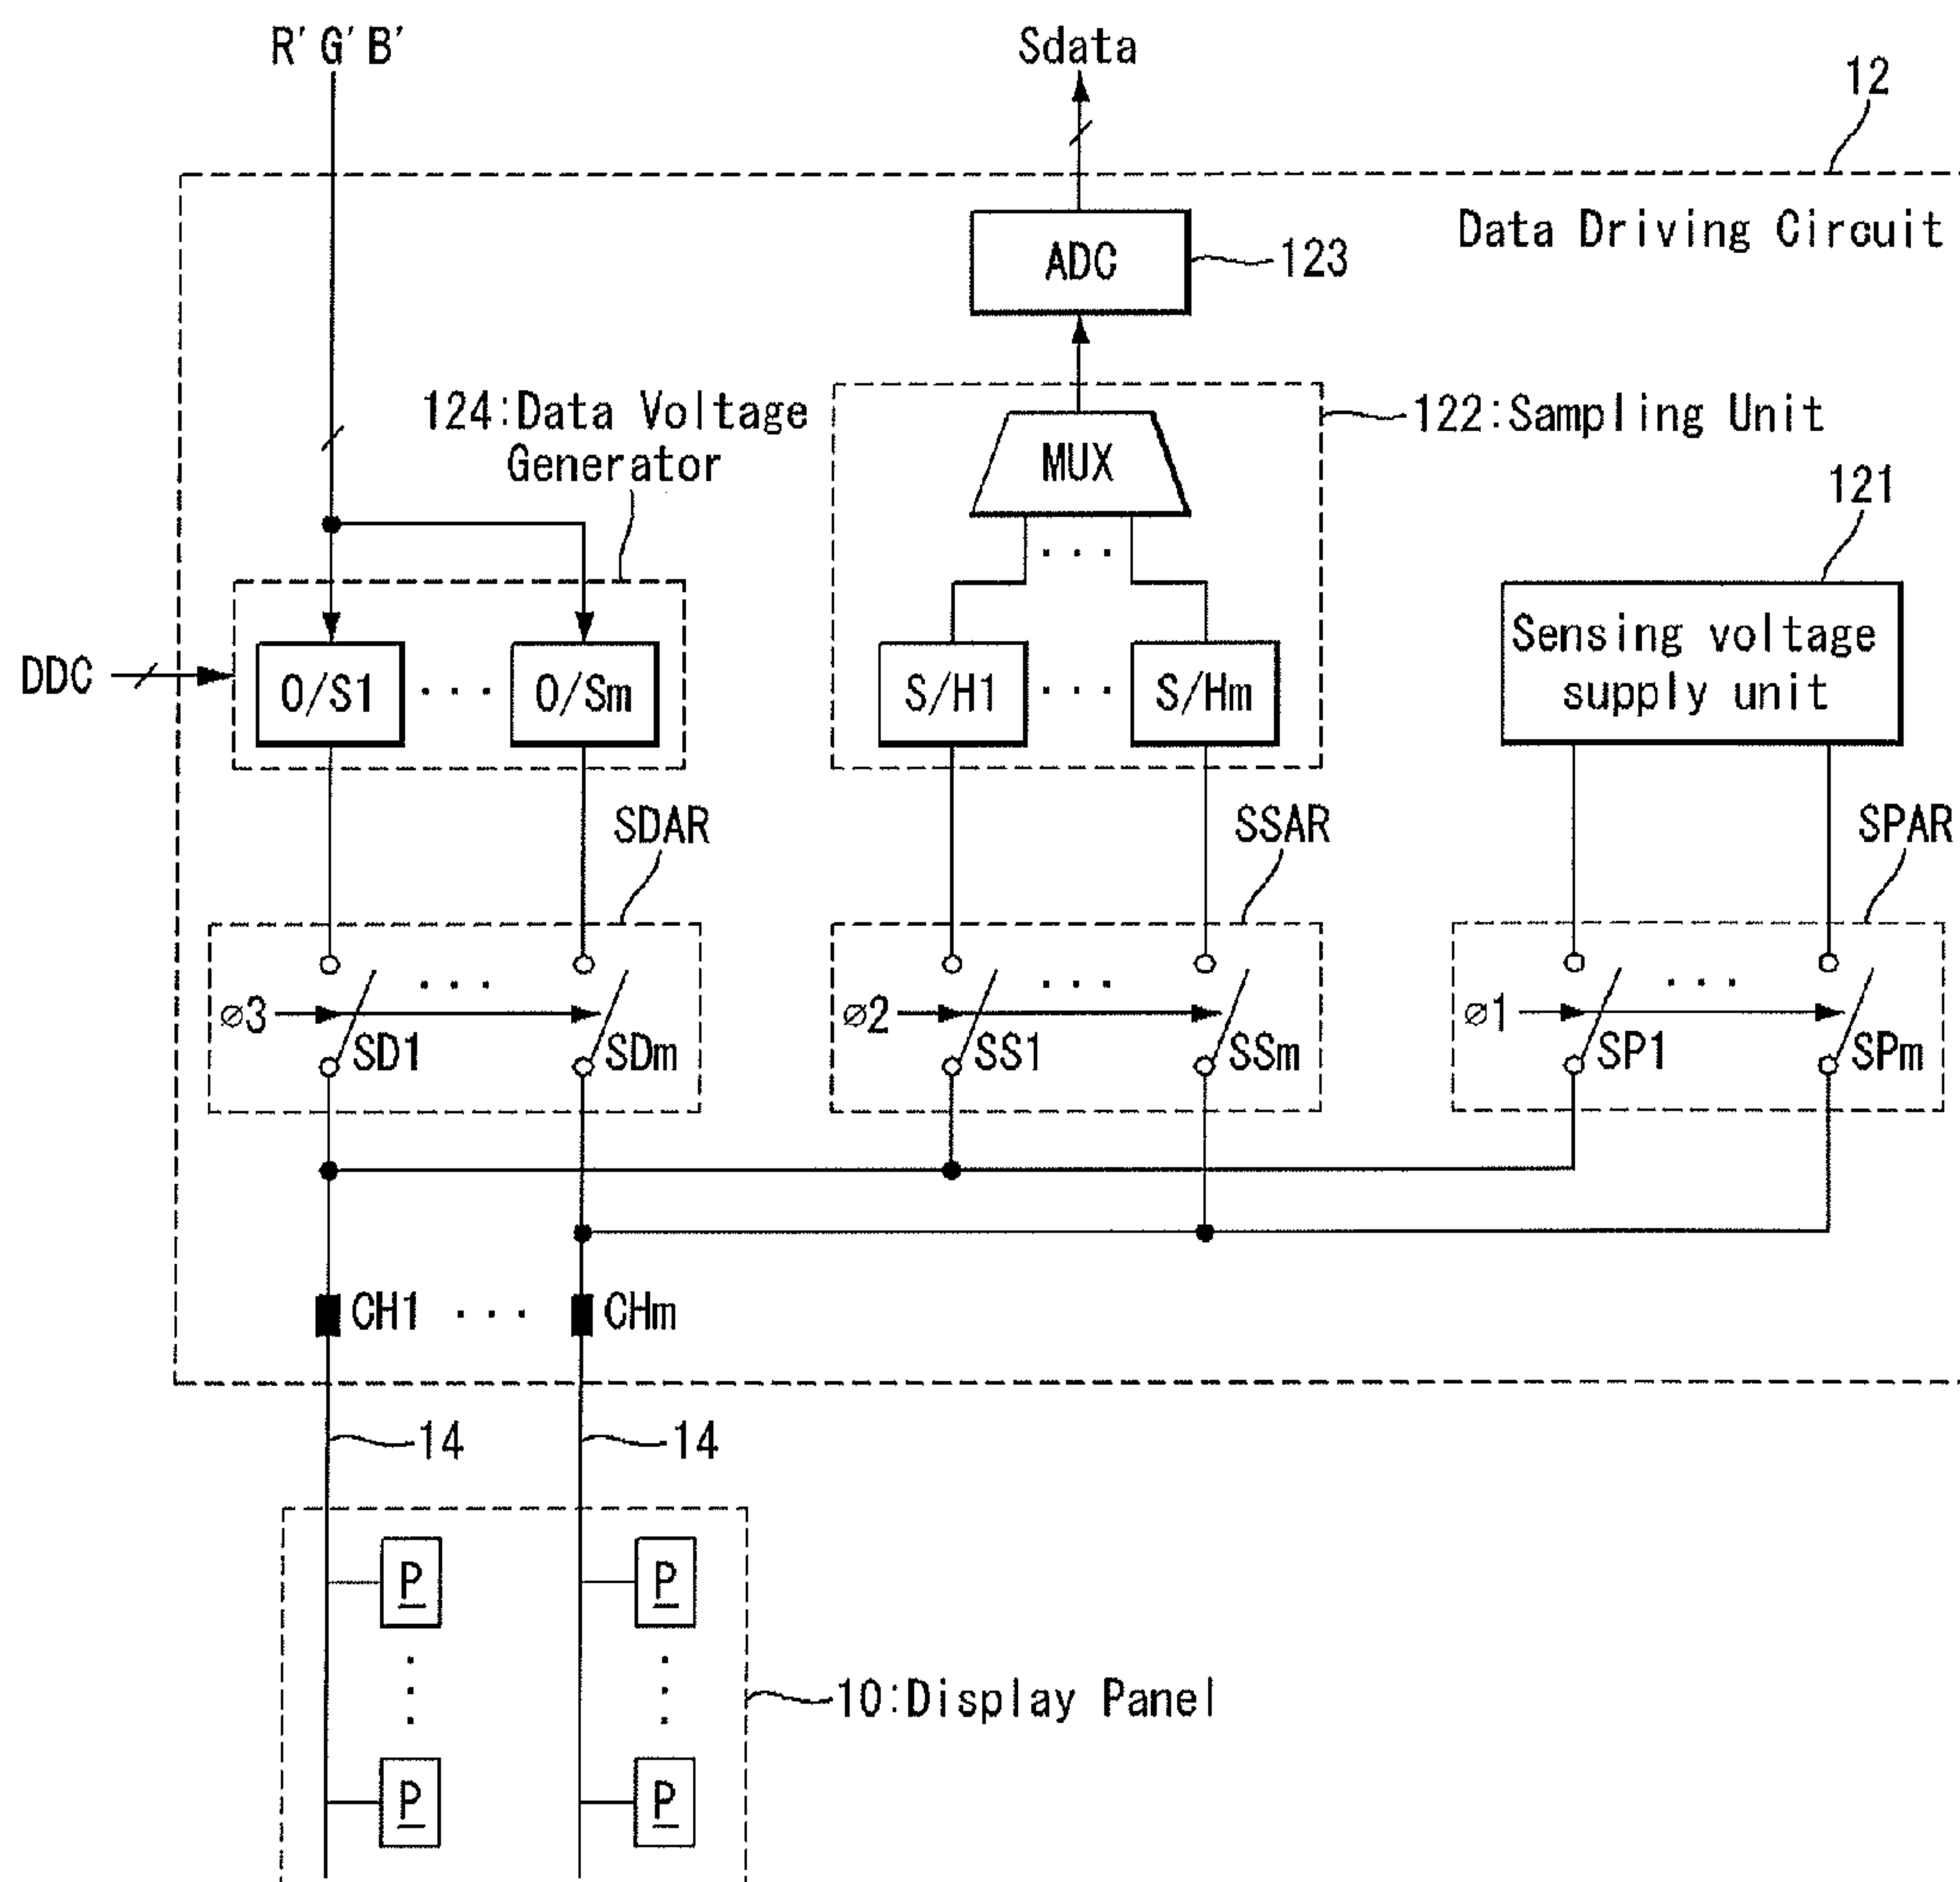 R' G' B'
Sdata
12
Data Driving Circuit
ADC
123
124:Data Voltage
Generator
122:Sampling Unit
MUX
121
. . .
Sensing voltage
supply unit
DDC
O/S1 . . . O/Sm
S/H1 . . . S/Hm
SDAR
SSAR
SPAR
. . .
. . .
. . .
ø3
SD1
SDm
ø2
SS1
SSm
ø1
SP1
SPm
CH1 . . . CHm
14
14
P
P
10:Display Panel
P
P